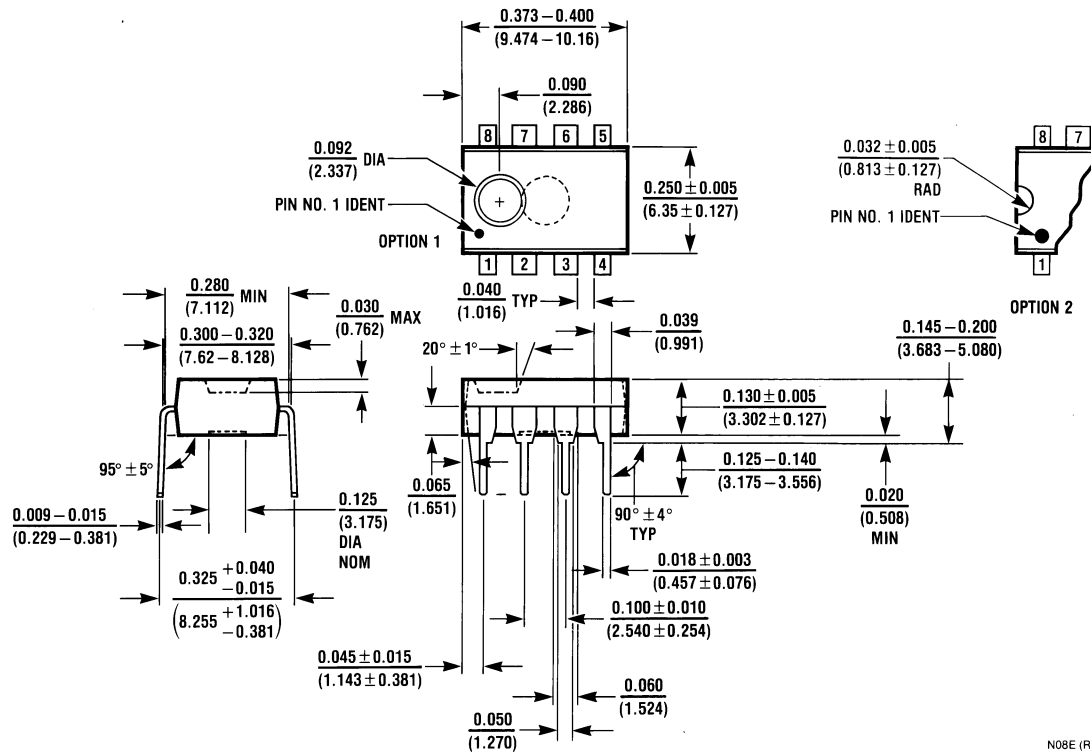 0.373 – 0.400
(9.474 – 10.16)
0.090
(2.286)
8 7 6 5
0.092 DIA
(2.337)
PIN NO. 1 IDENT
OPTION 1
0.250 ± 0.005
(6.35 ± 0.127)
1 2 3 4
8 7
0.032 ± 0.005
(0.813 ± 0.127)
RAD
PIN NO. 1 IDENT
1
OPTION 2
0.280 MIN
(7.112)
0.030 MAX
(0.762)
0.300 – 0.320
(7.62 – 8.128)
0.040 TYP
(1.016)
0.039
(0.991)
0.145 – 0.200
(3.683 – 5.080)
20° ± 1°
0.130 ± 0.005
(3.302 ± 0.127)
95° ± 5°
0.065
(1.651)
0.125 – 0.140
(3.175 – 3.556)
0.020
(0.508)
MIN
90° ± 4°
TYP
0.009 – 0.015
(0.229 – 0.381)
0.125
(3.175)
DIA
NOM
0.018 ± 0.003
(0.457 ± 0.076)
0.325 +0.040
−0.015
(8.255 +1.016
−0.381)
0.100 ± 0.010
(2.540 ± 0.254)
0.045 ± 0.015
(1.143 ± 0.381)
0.060
(1.524)
0.050
(1.270)
N08E (R